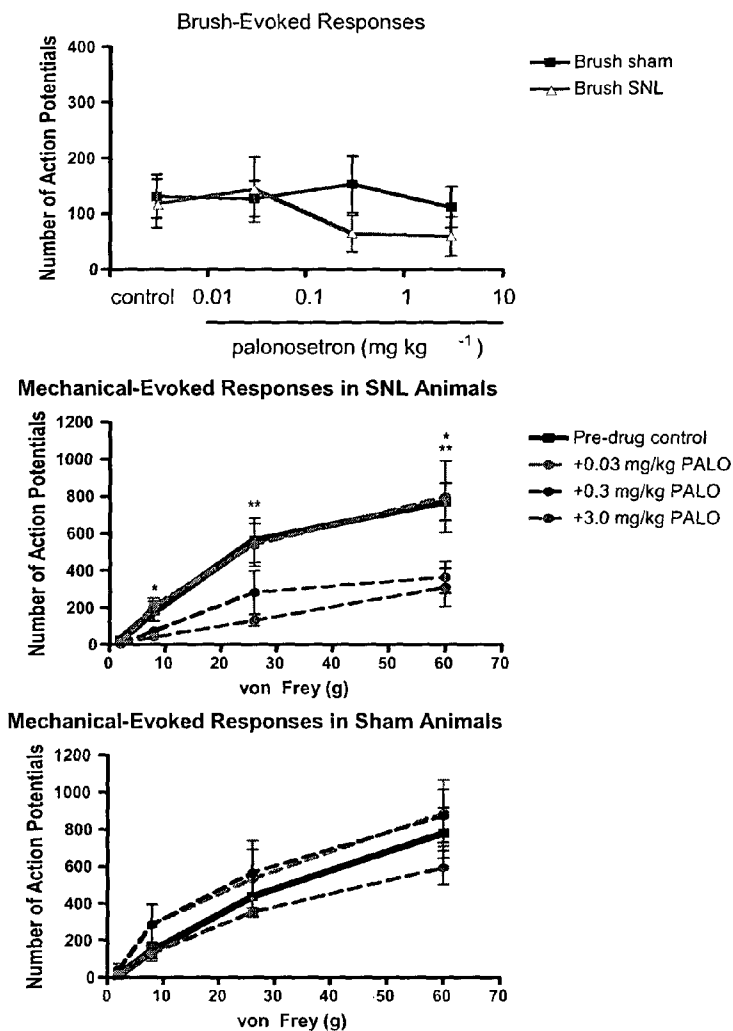 Brush-Evoked Responses
Number of Action Potentials
400
300
200
100
0
control 0.01 0.1 1 10
palonosetron (mg kg -1)
Brush sham
Brush SNL
Mechanical-Evoked Responses in SNL Animals
Number of Action Potentials
1200
1000
800
600
400
200
0
*
**
*
**
0 10 20 30 40 50 60 70
von Frey (g)
Pre-drug control
+0.03 mg/kg PALO
+0.3 mg/kg PALO
+3.0 mg/kg PALO
Mechanical-Evoked Responses in Sham Animals
Number of Action Potentials
1200
1000
800
600
400
200
0
0 10 20 30 40 50 60 70
von Frey (g)